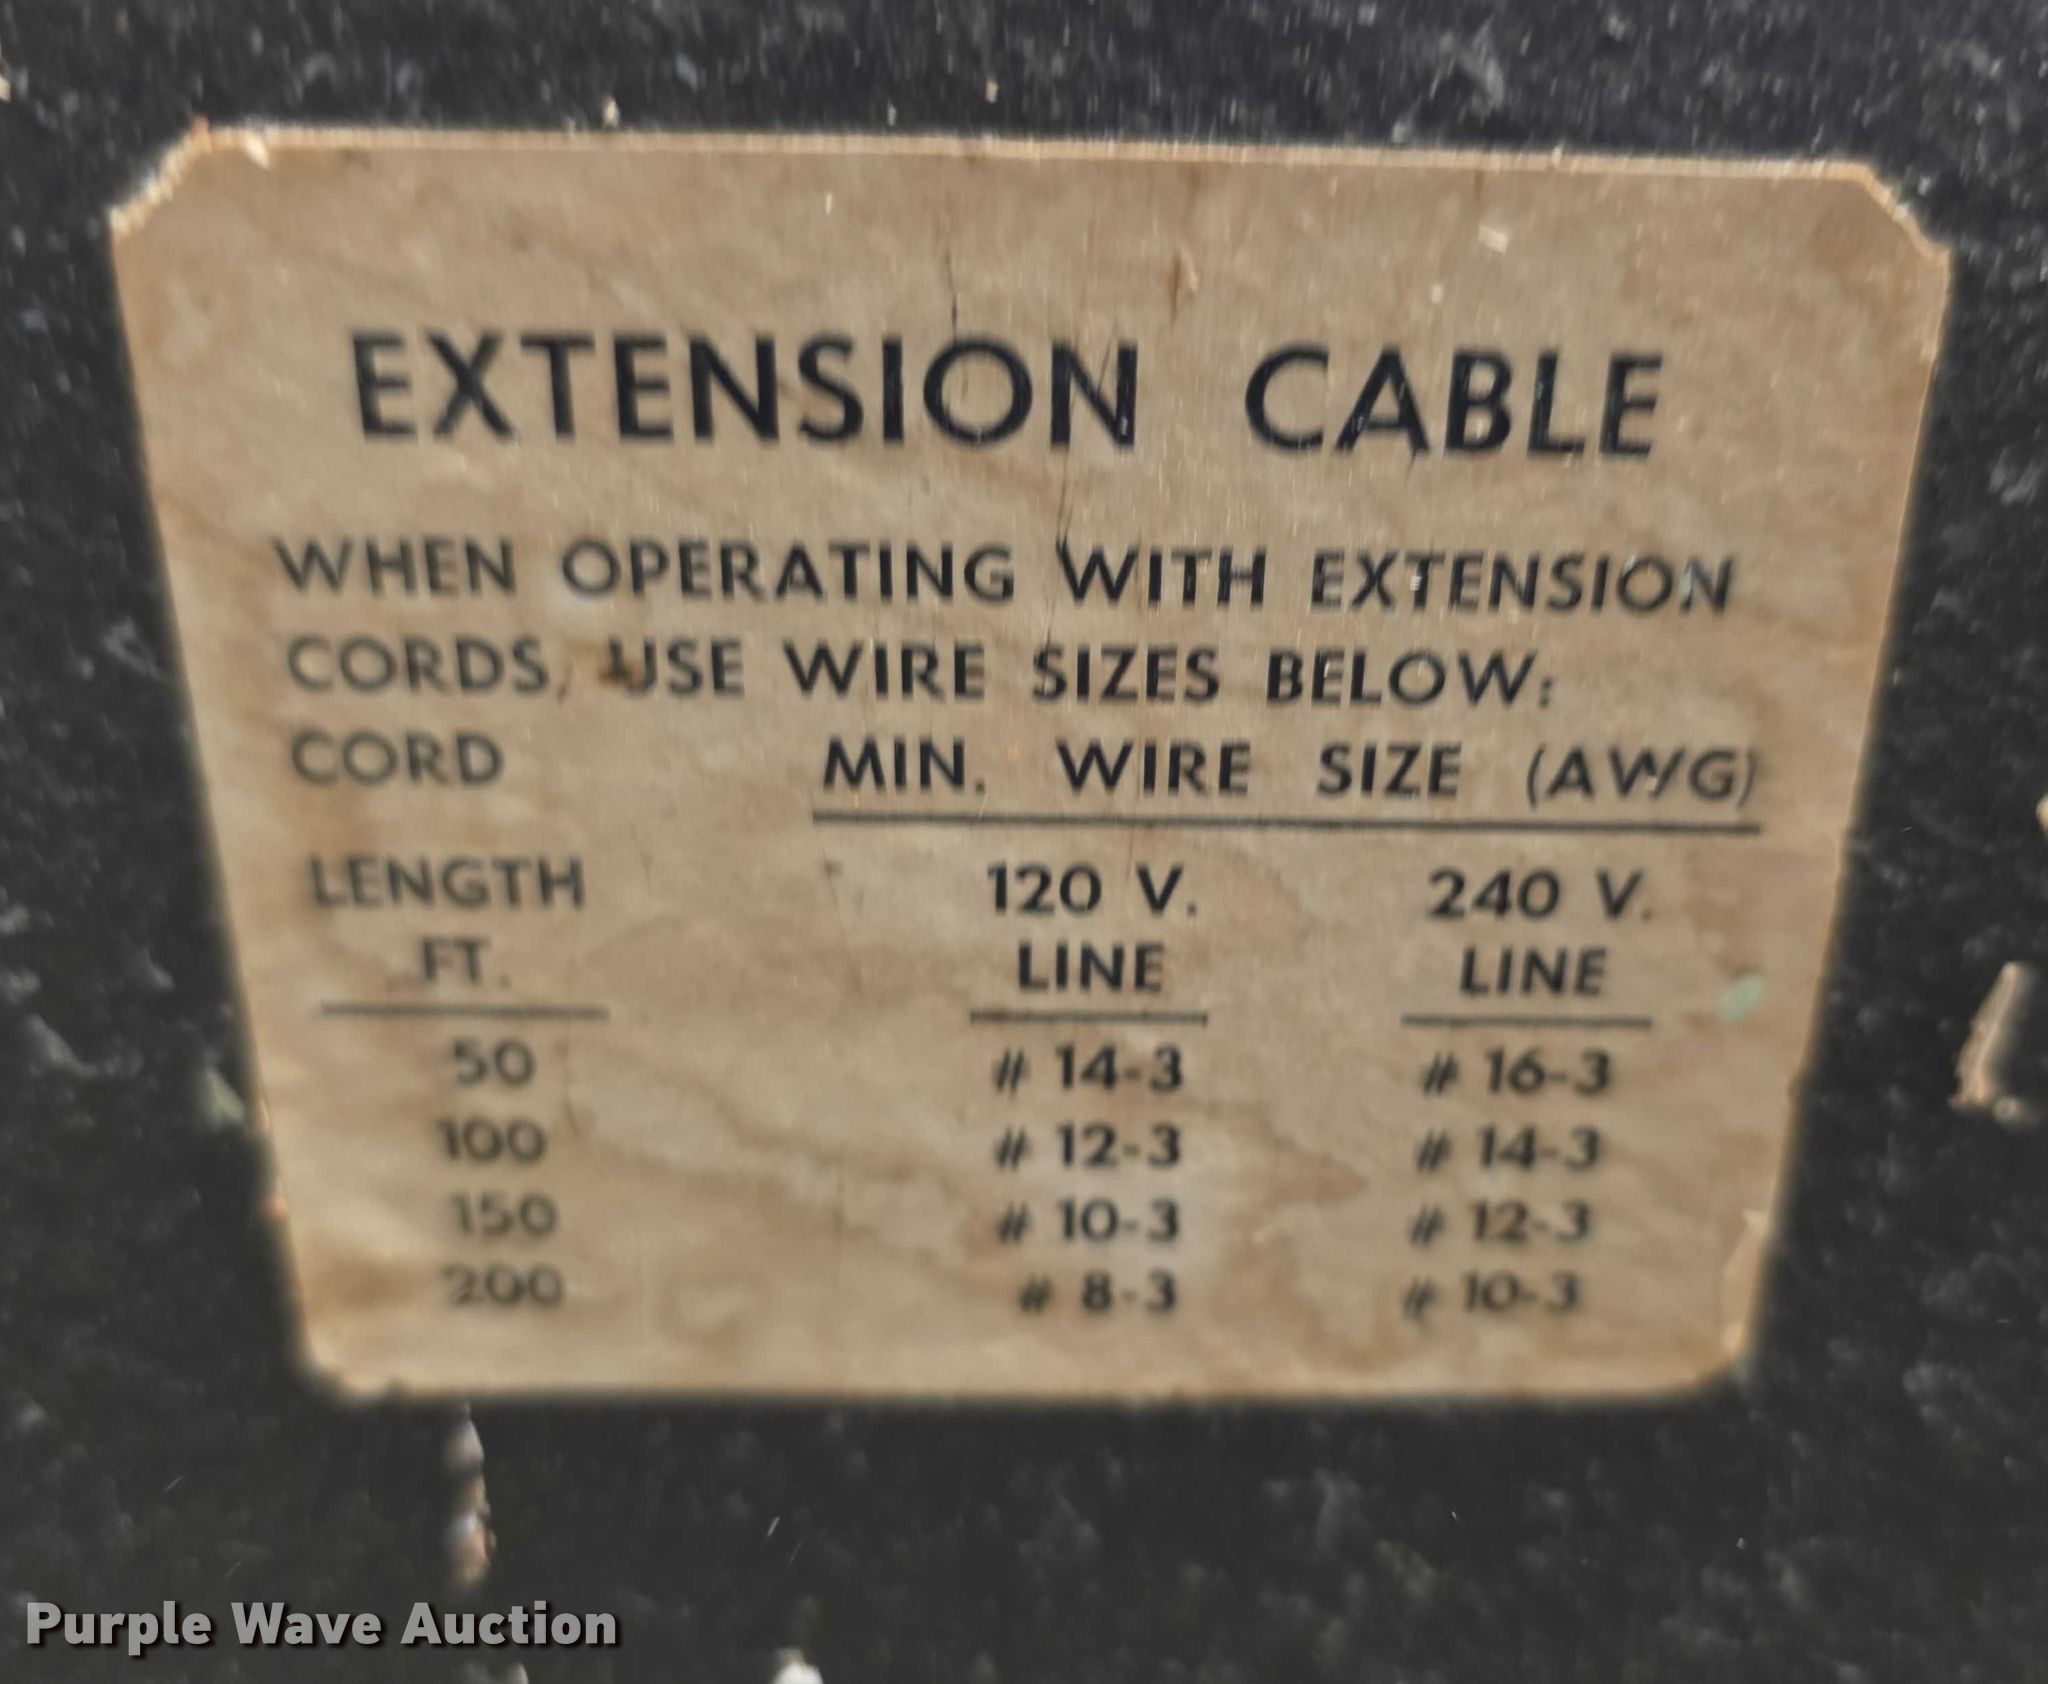 EXTENSION CABLE
WHEN OPERATING WITH EXTENSION
CORDS, USE WIRE SIZES BELOW:
CORD MIN. WIRE SIZE (AWG)
LENGTH 120 V. 240 V.
FT. LINE LINE
50 # 14-3 # 16-3
100 # 12-3 # 14-3
150 # 10-3 # 12-3
200 # 8-3 # 10-3
Purple Wave Auction